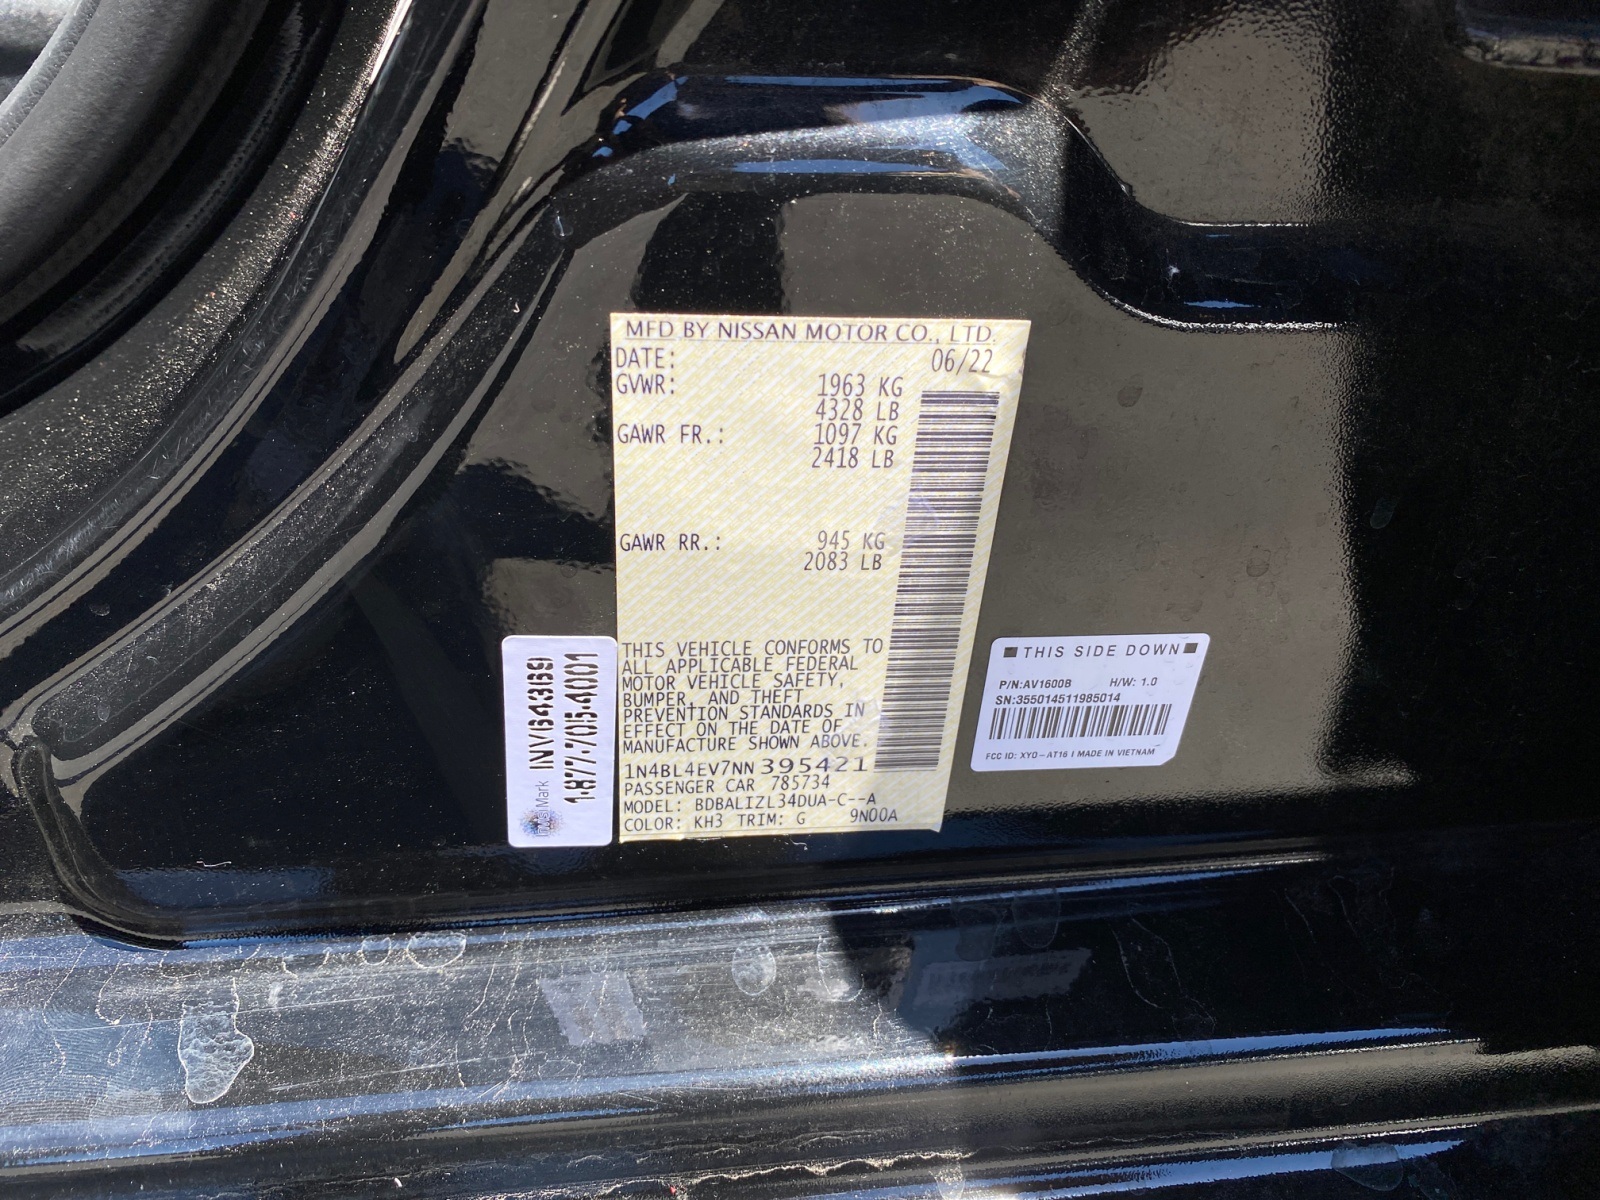 MFD BY NISSAN MOTOR CO., LTD.
DATE: 06/22
GVWR: 1963 KG
4328 LB
GAWR FR.: 1097 KG
2418 LB
GAWR RR.: 945 KG
2083 LB
THIS VEHICLE CONFORMS TO
ALL APPLICABLE FEDERAL
MOTOR VEHICLE SAFETY,
BUMPER, AND THEFT
PREVENTION STANDARDS IN
EFFECT ON THE DATE OF
MANUFACTURE SHOWN ABOVE.
1N4BL4EV7NN395421
PASSENGER CAR 785734
MODEL: BDBALIZL34DUA-C--A
COLOR: KH3 TRIM: G 9N00A
INV64369
1.877.705.4001
Mark
THIS SIDE DOWN
P/N:AV1600B H/W: 1.0
SN:355014511985014
FCC ID: XYD-AT16 I MADE IN VIETNAM